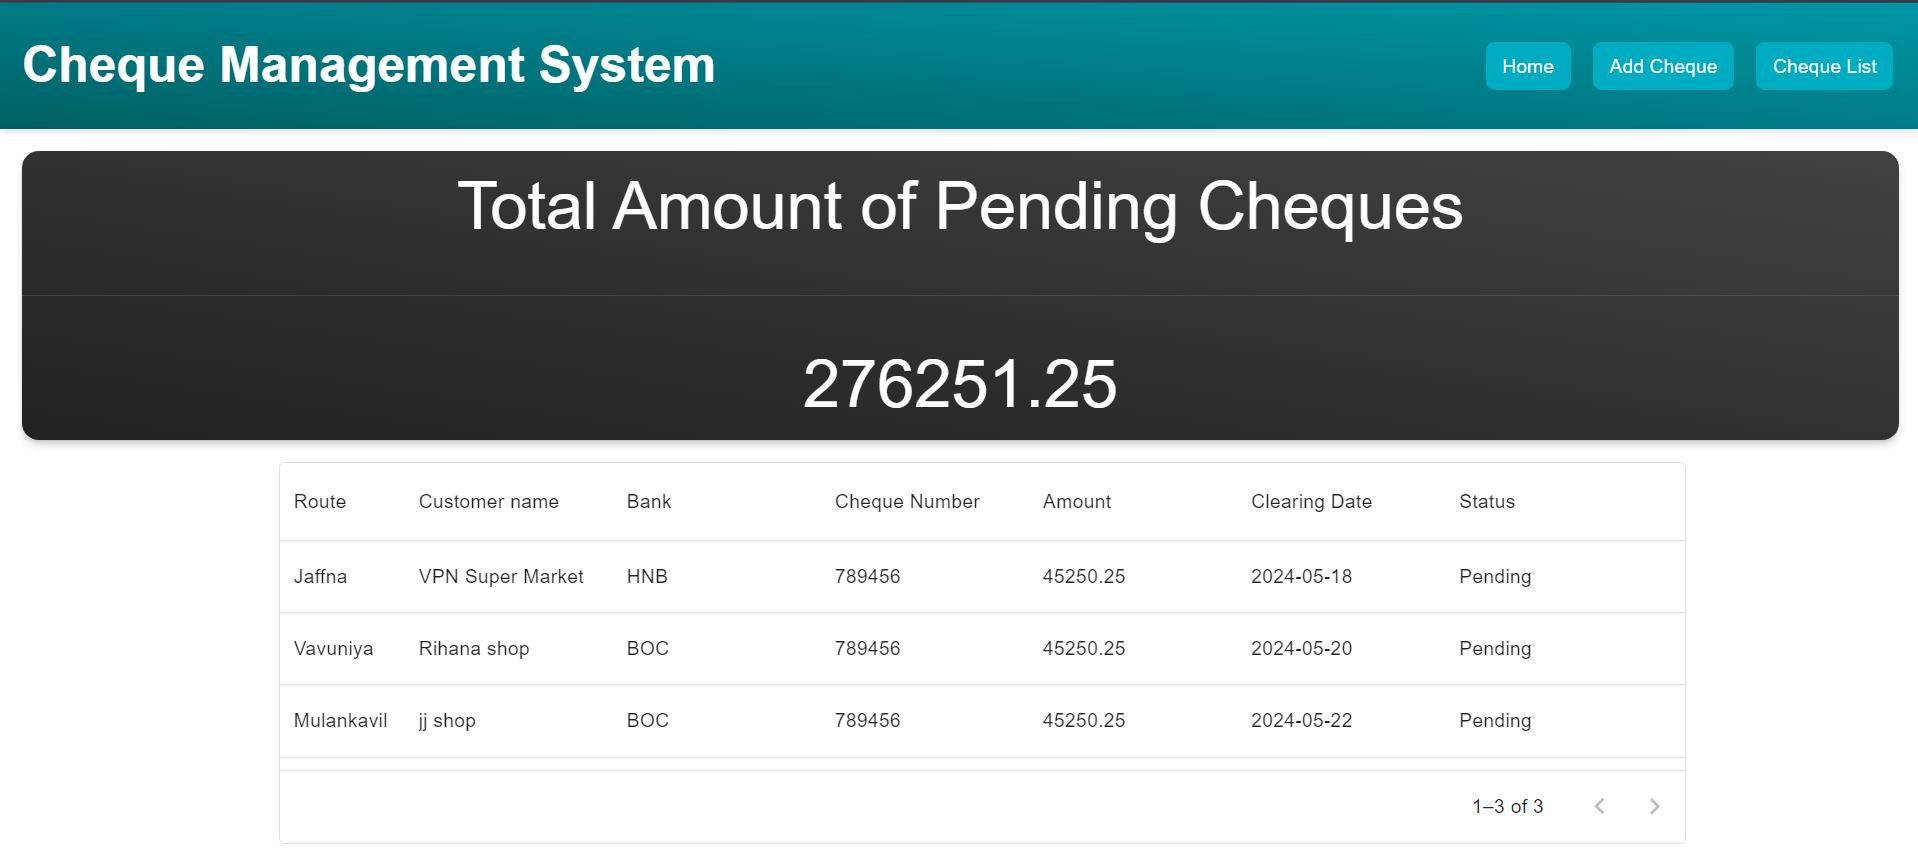 Cheque Management System Home Add Cheque Cheque List
Total Amount of Pending Cheques
276251.25
Route Customer name Bank Cheque Number Amount Clearing Date Status
Jaffna VPN Super Market HNB 789456 45250.25 2024-05-18 Pending
Vavuniya Rihana shop BOC 789456 45250.25 2024-05-20 Pending
Mulankavil jj shop BOC 789456 45250.25 2024-05-22 Pending
1–3 of 3